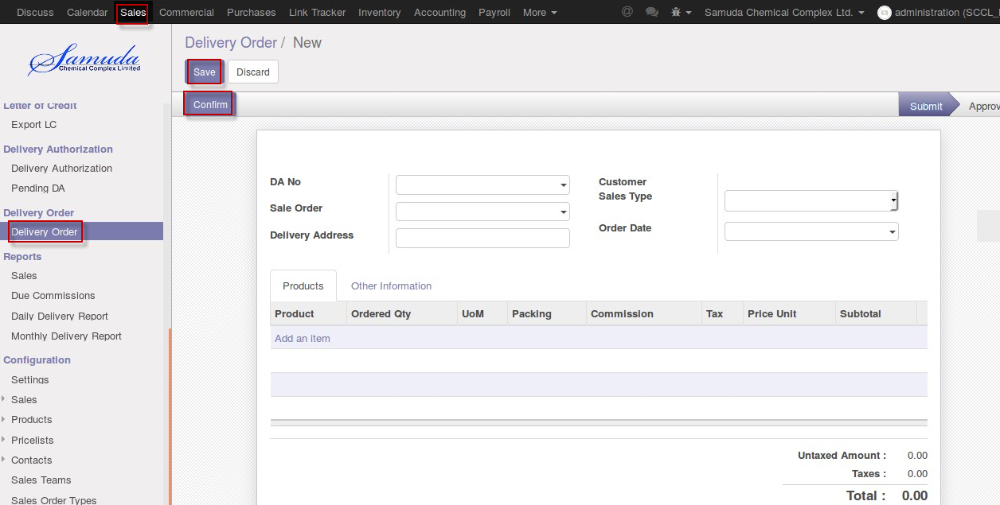 Discuss Calendar Sales Commercial Purchases Link Tracker Inventory Accounting Payroll More @ Samuda Chemical Complex Ltd. administration (SCCL_
Samuda
Chemical Complex Limited
Letter of Credit
Export LC
Delivery Authorization
Delivery Authorization
Pending DA
Delivery Order
Delivery Order
Reports
Sales
Due Commissions
Daily Delivery Report
Monthly Delivery Report
Configuration
Settings
Sales
Products
Pricelists
Contacts
Sales Teams
Sales Order Types
Delivery Order / New
Save Discard
Confirm Submit Approv
DA No
Sale Order
Delivery Address
Customer
Sales Type
Order Date
Products Other Information
Product Ordered Qty UoM Packing Commission Tax Price Unit Subtotal
Add an item
Untaxed Amount : 0.00
Taxes : 0.00
Total : 0.00